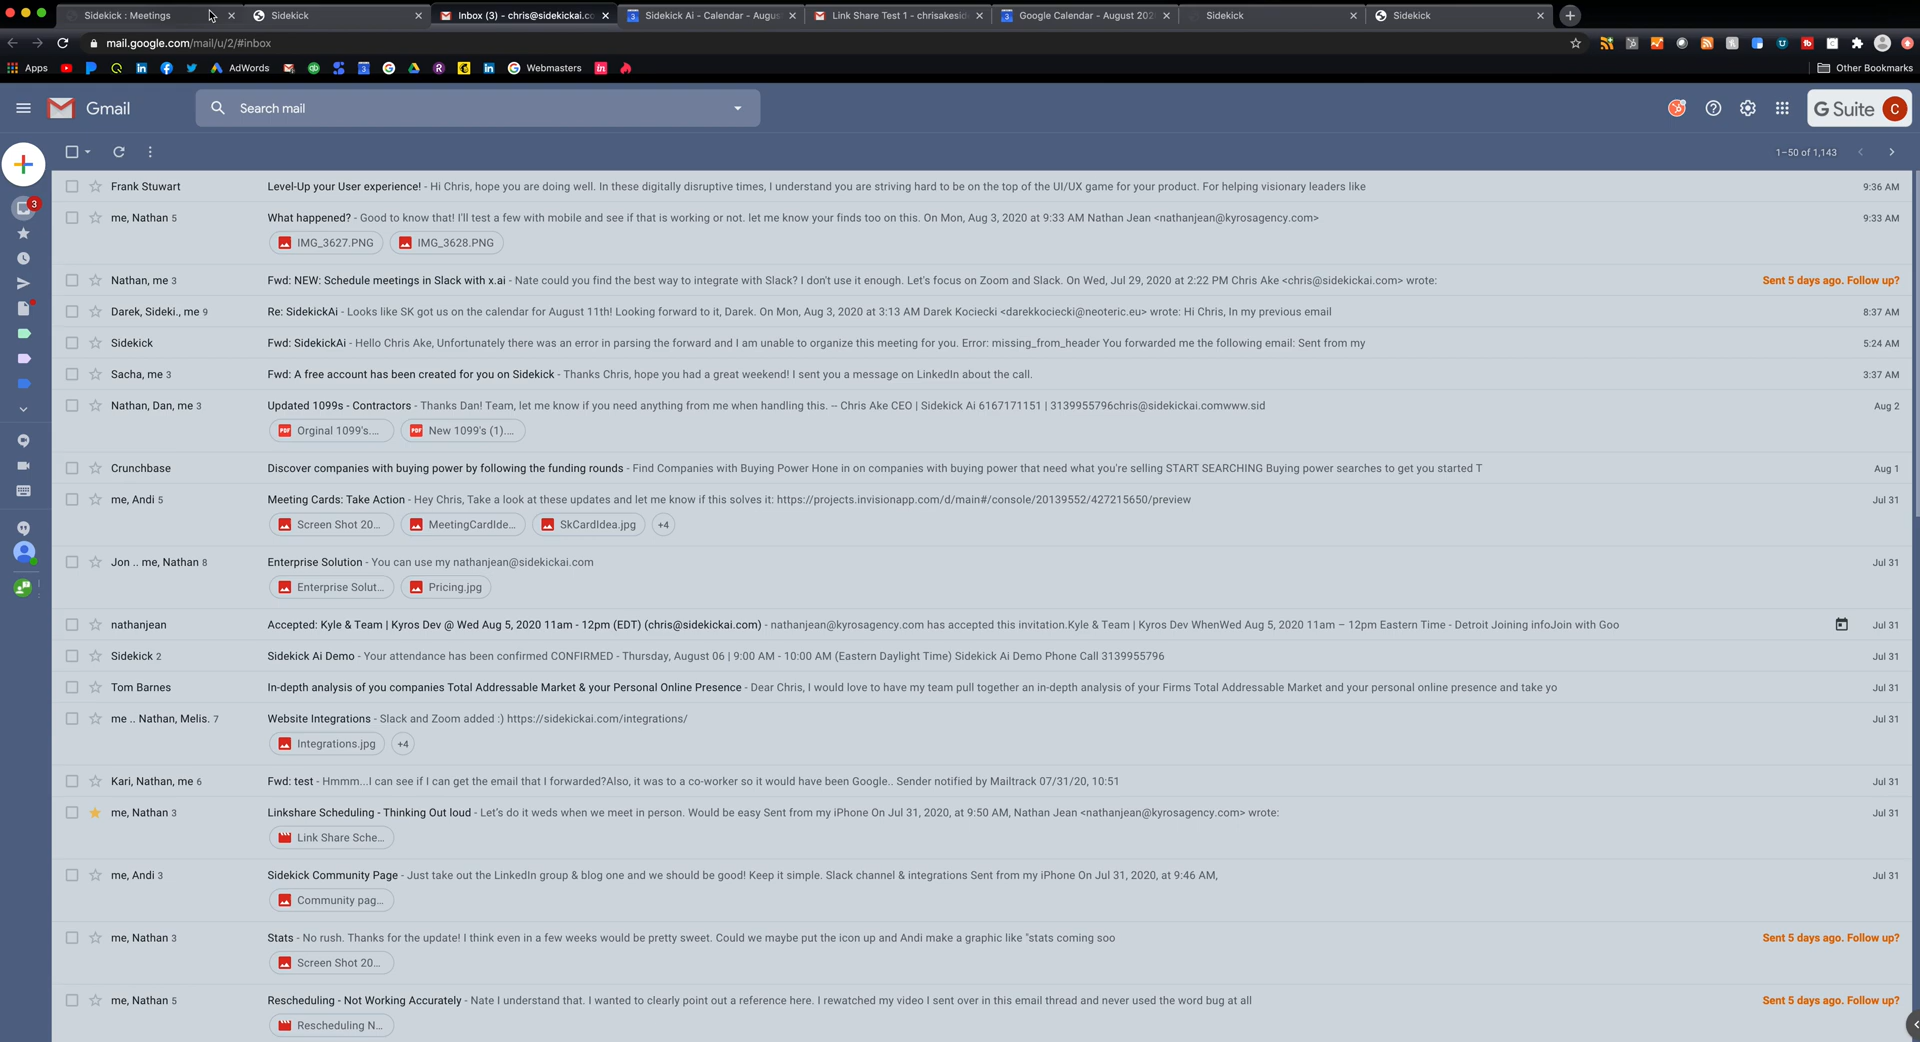 Sidekick : Meetings
Sidekick
Inbox (3) - chris@sidekickai.co
Sidekick Ai - Calendar - Augus
Link Share Test 1 - chrisakesid
Google Calendar - August 202
Sidekick
Sidekick
mail.google.com/mail/u/2/#inbox
Apps
AdWords
Webmasters
Other Bookmarks
Gmail
Search mail
G Suite C
1–50 of 1,143
3
Frank Stuwart Level-Up your User experience! - Hi Chris, hope you are doing well. In these digitally disruptive times, I understand you are striving hard to be on the top of the UI/UX game for your product. For helping visionary leaders like 9:36 AM
me, Nathan 5 What happened? - Good to know that! I'll test a few with mobile and see if that is working or not. let me know your finds too on this. On Mon, Aug 3, 2020 at 9:33 AM Nathan Jean <nathanjean@kyrosagency.com> 9:33 AM
IMG_3627.PNG IMG_3628.PNG
Nathan, me 3 Fwd: NEW: Schedule meetings in Slack with x.ai - Nate could you find the best way to integrate with Slack? I don't use it enough. Let's focus on Zoom and Slack. On Wed, Jul 29, 2020 at 2:22 PM Chris Ake <chris@sidekickai.com> wrote: Sent 5 days ago. Follow up?
Darek, Sideki., me 9 Re: SidekickAi - Looks like SK got us on the calendar for August 11th! Looking forward to it, Darek. On Mon, Aug 3, 2020 at 3:13 AM Darek Kociecki <darekkociecki@neoteric.eu> wrote: Hi Chris, In my previous email 8:37 AM
Sidekick Fwd: SidekickAi - Hello Chris Ake, Unfortunately there was an error in parsing the forward and I am unable to organize this meeting for you. Error: missing_from_header You forwarded me the following email: Sent from my 5:24 AM
Sacha, me 3 Fwd: A free account has been created for you on Sidekick - Thanks Chris, hope you had a great weekend! I sent you a message on LinkedIn about the call. 3:37 AM
Nathan, Dan, me 3 Updated 1099s - Contractors - Thanks Dan! Team, let me know if you need anything from me when handling this. -- Chris Ake CEO | Sidekick Ai 6167171151 | 3139955796chris@sidekickai.comwww.sid Aug 2
PDF Orginal 1099's.... PDF New 1099's (1)....
Crunchbase Discover companies with buying power by following the funding rounds - Find Companies with Buying Power Hone in on companies with buying power that need what you're selling START SEARCHING Buying power searches to get you started T Aug 1
me, Andi 5 Meeting Cards: Take Action - Hey Chris, Take a look at these updates and let me know if this solves it: https://projects.invisionapp.com/d/main#/console/20139552/427215650/preview Jul 31
Screen Shot 20... MeetingCardIde... SkCardIdea.jpg +4
Jon .. me, Nathan 8 Enterprise Solution - You can use my nathanjean@sidekickai.com Jul 31
Enterprise Solut... Pricing.jpg
nathanjean Accepted: Kyle & Team | Kyros Dev @ Wed Aug 5, 2020 11am - 12pm (EDT) (chris@sidekickai.com) - nathanjean@kyrosagency.com has accepted this invitation.Kyle & Team | Kyros Dev WhenWed Aug 5, 2020 11am – 12pm Eastern Time - Detroit Joining infoJoin with Goo Jul 31
Sidekick 2 Sidekick Ai Demo - Your attendance has been confirmed CONFIRMED - Thursday, August 06 | 9:00 AM - 10:00 AM (Eastern Daylight Time) Sidekick Ai Demo Phone Call 3139955796 Jul 31
Tom Barnes In-depth analysis of you companies Total Addressable Market & your Personal Online Presence - Dear Chris, I would love to have my team pull together an in-depth analysis of your Firms Total Addressable Market and your personal online presence and take yo Jul 31
me .. Nathan, Melis. 7 Website Integrations - Slack and Zoom added :) https://sidekickai.com/integrations/ Jul 31
Integrations.jpg +4
Kari, Nathan, me 6 Fwd: test - Hmmm...I can see if I can get the email that I forwarded?Also, it was to a co-worker so it would have been Google.. Sender notified by Mailtrack 07/31/20, 10:51 Jul 31
me, Nathan 3 Linkshare Scheduling - Thinking Out loud - Let's do it weds when we meet in person. Would be easy Sent from my iPhone On Jul 31, 2020, at 9:50 AM, Nathan Jean <nathanjean@kyrosagency.com> wrote: Jul 31
Link Share Sche...
me, Andi 3 Sidekick Community Page - Just take out the LinkedIn group & blog one and we should be good! Keep it simple. Slack channel & integrations Sent from my iPhone On Jul 31, 2020, at 9:46 AM, Jul 31
Community pag...
me, Nathan 3 Stats - No rush. Thanks for the update! I think even in a few weeks would be pretty sweet. Could we maybe put the icon up and Andi make a graphic like "stats coming soo Sent 5 days ago. Follow up?
Screen Shot 20...
me, Nathan 5 Rescheduling - Not Working Accurately - Nate I understand that. I wanted to clearly point out a reference here. I rewatched my video I sent over in this email thread and never used the word bug at all Sent 5 days ago. Follow up?
Rescheduling N...